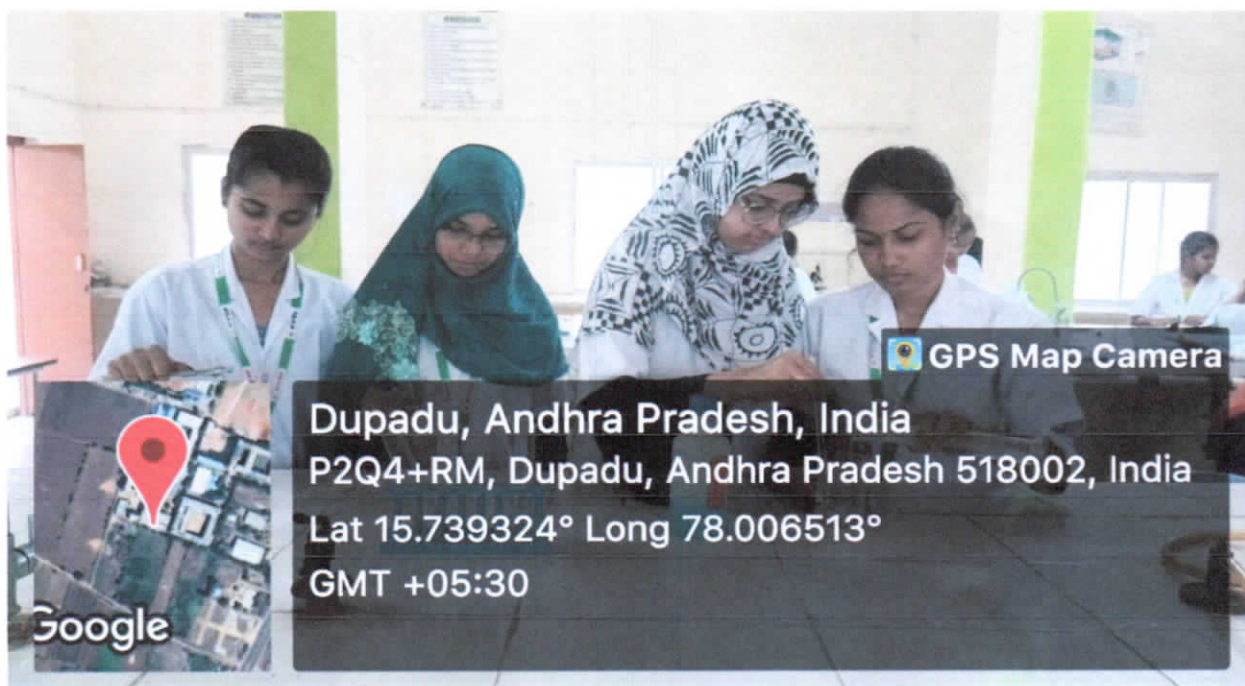 GPS Map Camera
Dupadu, Andhra Pradesh, India
P2Q4+RM, Dupadu, Andhra Pradesh 518002, India
Lat 15.739324° Long 78.006513°
GMT +05:30
Google